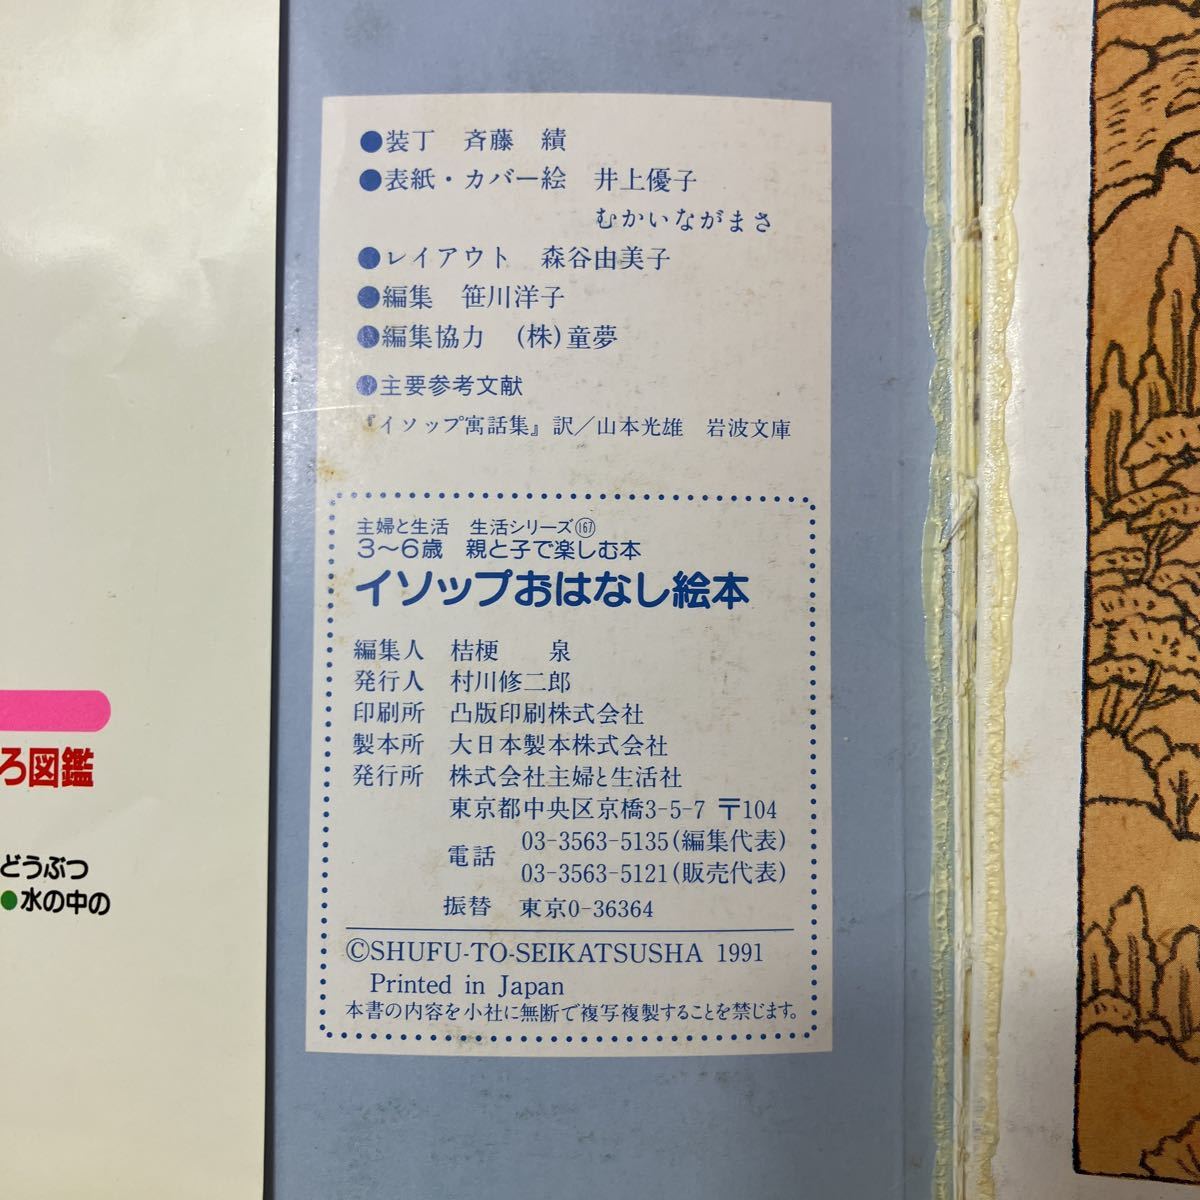 ●装丁　斉藤　績
●表紙・カバー絵　井上優子
むかいながまさ
●レイアウト　森谷由美子
●編集　笹川洋子
●編集協力　(株)童夢
●主要参考文献
『イソップ寓話集』訳／山本光雄　岩波文庫
主婦と生活　生活シリーズ167
3〜6歳　親と子で楽しむ本
イソップおはなし絵本
編集人　桔梗　泉
発行人　村川修二郎
印刷所　凸版印刷株式会社
製本所　大日本製本株式会社
発行所　株式会社主婦と生活社
東京都中央区京橋3-5-7 〒104
電話　03-3563-5135(編集代表)
03-3563-5121(販売代表)
振替　東京0-36364
©SHUFU-TO-SEIKATSUSHA 1991
Printed in Japan
本書の内容を小社に無断で複写複製することを禁じます。
ろ図鑑
どうぶつ
●水の中の